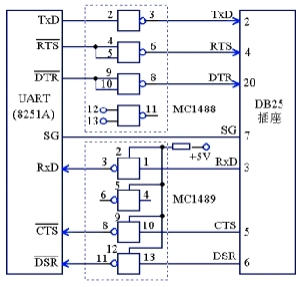 TxD 2 3 TxD 2
RTS 4 5 6 RTS 4
DTR 9 10 8 DTR 20
UART (8251A)
12 13 11 MC1488
DB25 插座
SG SG 7
2 +5V
RxD 3 1 RxD 3
5 6 4 MC1489
9
CTS 8 10 CTS 5
12
DSR 11 13 DSR 6